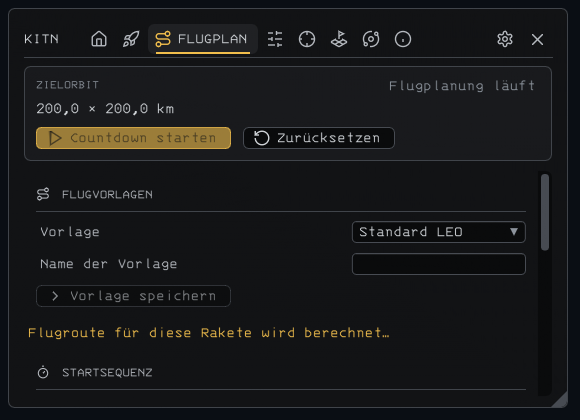 KITN FLUGPLAN
ZIELORBIT
Flugplanung läuft
200,0 × 200,0 km
Countdown starten Zurücksetzen
FLUGVORLAGEN
Vorlage Standard LEO
Name der Vorlage
Vorlage speichern
Flugroute für diese Rakete wird berechnet…
STARTSEQUENZ